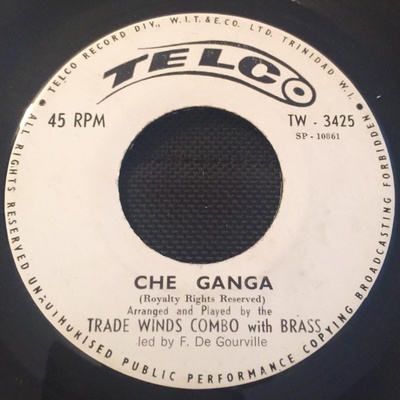 TELCO RECORD DIV., W.I.T.& E.CO. LTD. TRINIDAD W.I.
TELCO
45 RPM
TW - 3425
SP - 10861
CHE GANGA
(Royalty Rights Reserved)
Arranged and Played by the
TRADE WINDS COMBO with BRASS
led by F. De Gourville
ALL RIGHTS RESERVED UNAUTHORISED PUBLIC PERFORMANCE COPYING BROADCASTING FORBIDDEN